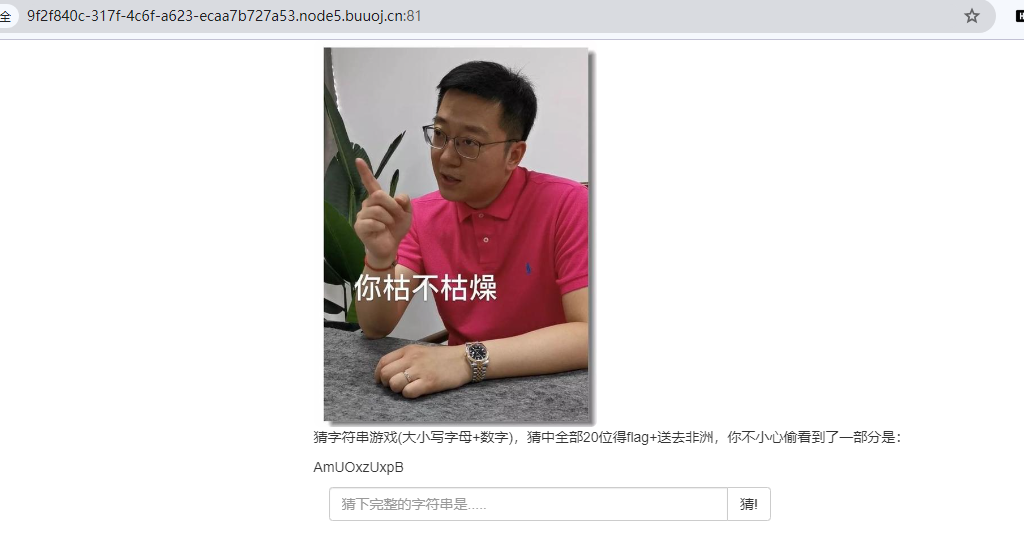 全 9f2f840c-317f-4c6f-a623-ecaa7b727a53.node5.buuoj.cn:81
你枯不枯燥
猜字符串游戏(大小写字母+数字)，猜中全部20位得flag+送去非洲，你不小心偷看到了一部分是：
AmUOxzUxpB
猜下完整的字符串是..... 猜!